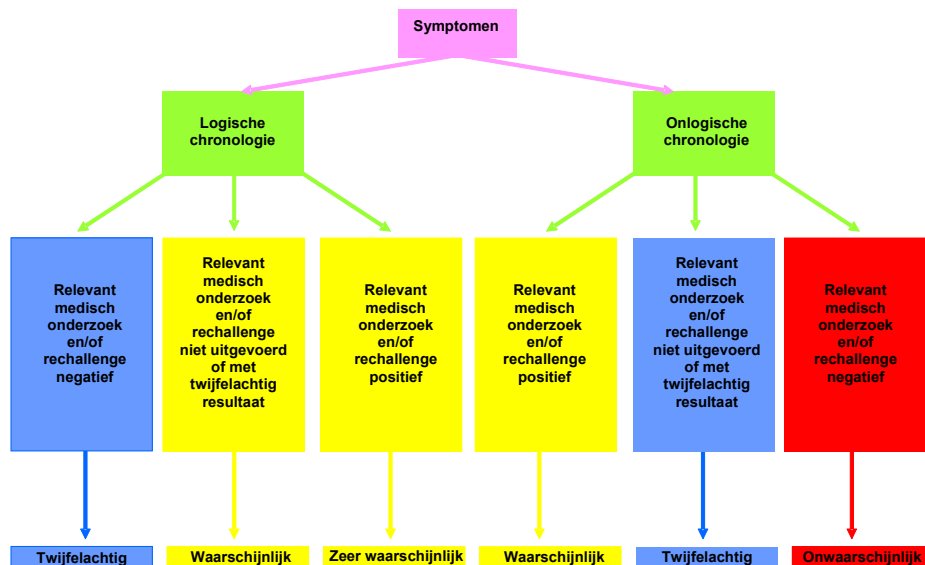 Symptomen
Logische
chronologie
Onlogische
chronologie
Relevant
medisch
onderzoek
en/of
rechallenge
negatief
Relevant
medisch
onderzoek
en/of
rechallenge
niet uitgevoerd
of met
twijfelachtig
resultaat
Relevant
medisch
onderzoek
en/of
rechallenge
positief
Relevant
medisch
onderzoek
en/of
rechallenge
positief
Relevant
medisch
onderzoek
en/of
rechallenge
niet uitgevoerd
of met
twijfelachtig
resultaat
Relevant
medisch
onderzoek
en/of
rechallenge
negatief
Twijfelachtig
Waarschijnlijk
Zeer waarschijnlijk
Waarschijnlijk
Twijfelachtig
Onwaarschijnlijk